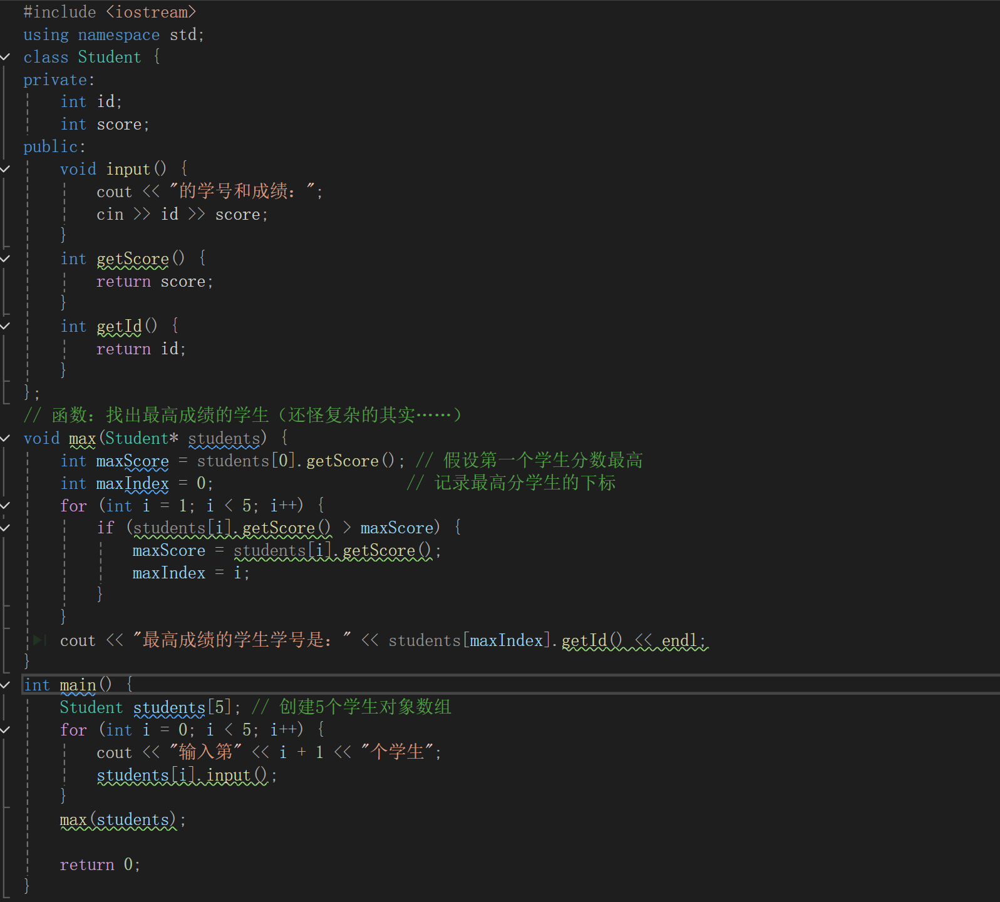 #include <iostream>
using namespace std;
class Student {
private:
    int id;
    int score;
public:
    void input() {
        cout << "的学号和成绩：";
        cin >> id >> score;
    }
    int getScore() {
        return score;
    }
    int getId() {
        return id;
    }
};
// 函数：找出最高成绩的学生（还怪复杂的其实……）
void max(Student* students) {
    int maxScore = students[0].getScore(); // 假设第一个学生分数最高
    int maxIndex = 0;                     // 记录最高分学生的下标
    for (int i = 1; i < 5; i++) {
        if (students[i].getScore() > maxScore) {
            maxScore = students[i].getScore();
            maxIndex = i;
        }
    }
    cout << "最高成绩的学生学号是：" << students[maxIndex].getId() << endl;
}
int main() {
    Student students[5]; // 创建5个学生对象数组
    for (int i = 0; i < 5; i++) {
        cout << "输入第" << i + 1 << "个学生";
        students[i].input();
    }
    max(students);

    return 0;
}